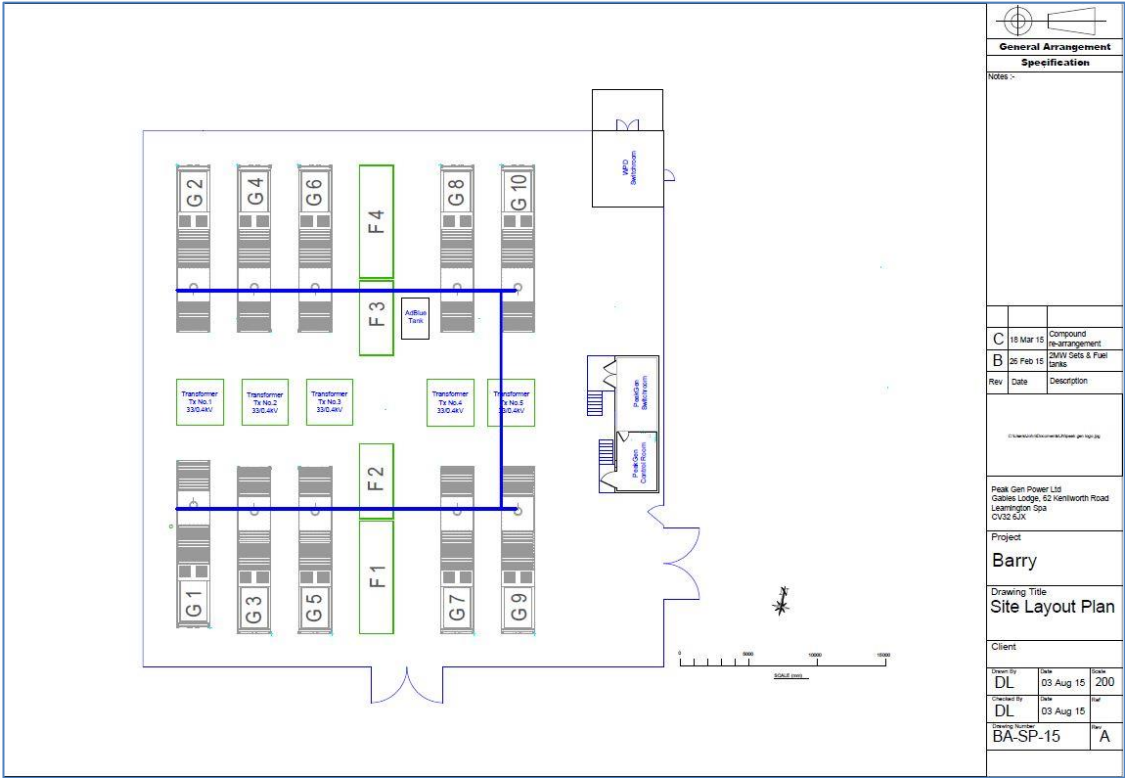 General Arrangement
Specification
Notes :-
WPD
Switchroom
G 2
G 4
G 6
F 4
G 8
G 10
F 3
AdBlue
Tank
Transformer
Tx No.1
33/0.4kV
Transformer
Tx No.2
33/0.4kV
Transformer
Tx No.3
33/0.4kV
Transformer
Tx No.4
33/0.4kV
Transformer
Tx No.5
33/0.4kV
PeakGen
Switchroom
PeakGen
Control Room
F 2
F 1
G 1
G 3
G 5
G 7
G 9
0 5000 10000 15000
SCALE (mm)
C 18 Mar 15 Compound
re-arrangement
B 26 Feb 15 2MW Sets & Fuel
tanks
Rev Date Description
Peak Gen Power Ltd
Gables Lodge, 62 Kenilworth Road
Leamington Spa
CV32 6JX
Project
Barry
Drawing Title
Site Layout Plan
Client
Drawn By Date Scale
DL 03 Aug 15 200
Checked By Date Ref
DL 03 Aug 15
Drawing Number Rev
BA-SP-15 A